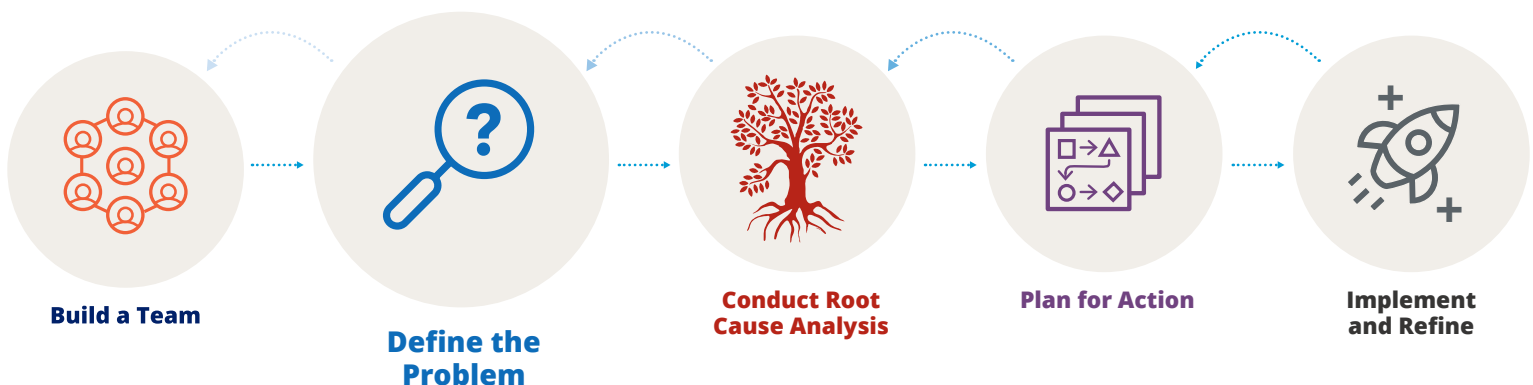 ?
Build a Team
Define the
Problem
Conduct Root
Cause Analysis
Plan for Action
Implement
and Refine